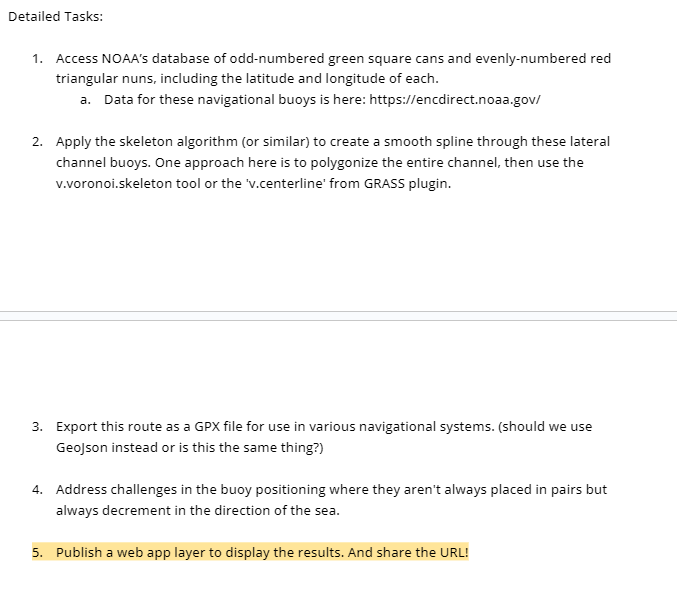 Detailed Tasks:
1. Access NOAA's database of odd-numbered green square cans and evenly-numbered red
triangular nuns, including the latitude and longitude of each.
a. Data for these navigational buoys is here: https://encdirect.noaa.gov/
2. Apply the skeleton algorithm (or similar) to create a smooth spline through these lateral
channel buoys. One approach here is to polygonize the entire channel, then use the
v.voronoi.skeleton tool or the 'v.centerline' from GRASS plugin.
3. Export this route as a GPX file for use in various navigational systems. (should we use
GeoJson instead or is this the same thing?)
4. Address challenges in the buoy positioning where they aren't always placed in pairs but
always decrement in the direction of the sea.
5. Publish a web app layer to display the results. And share the URL!